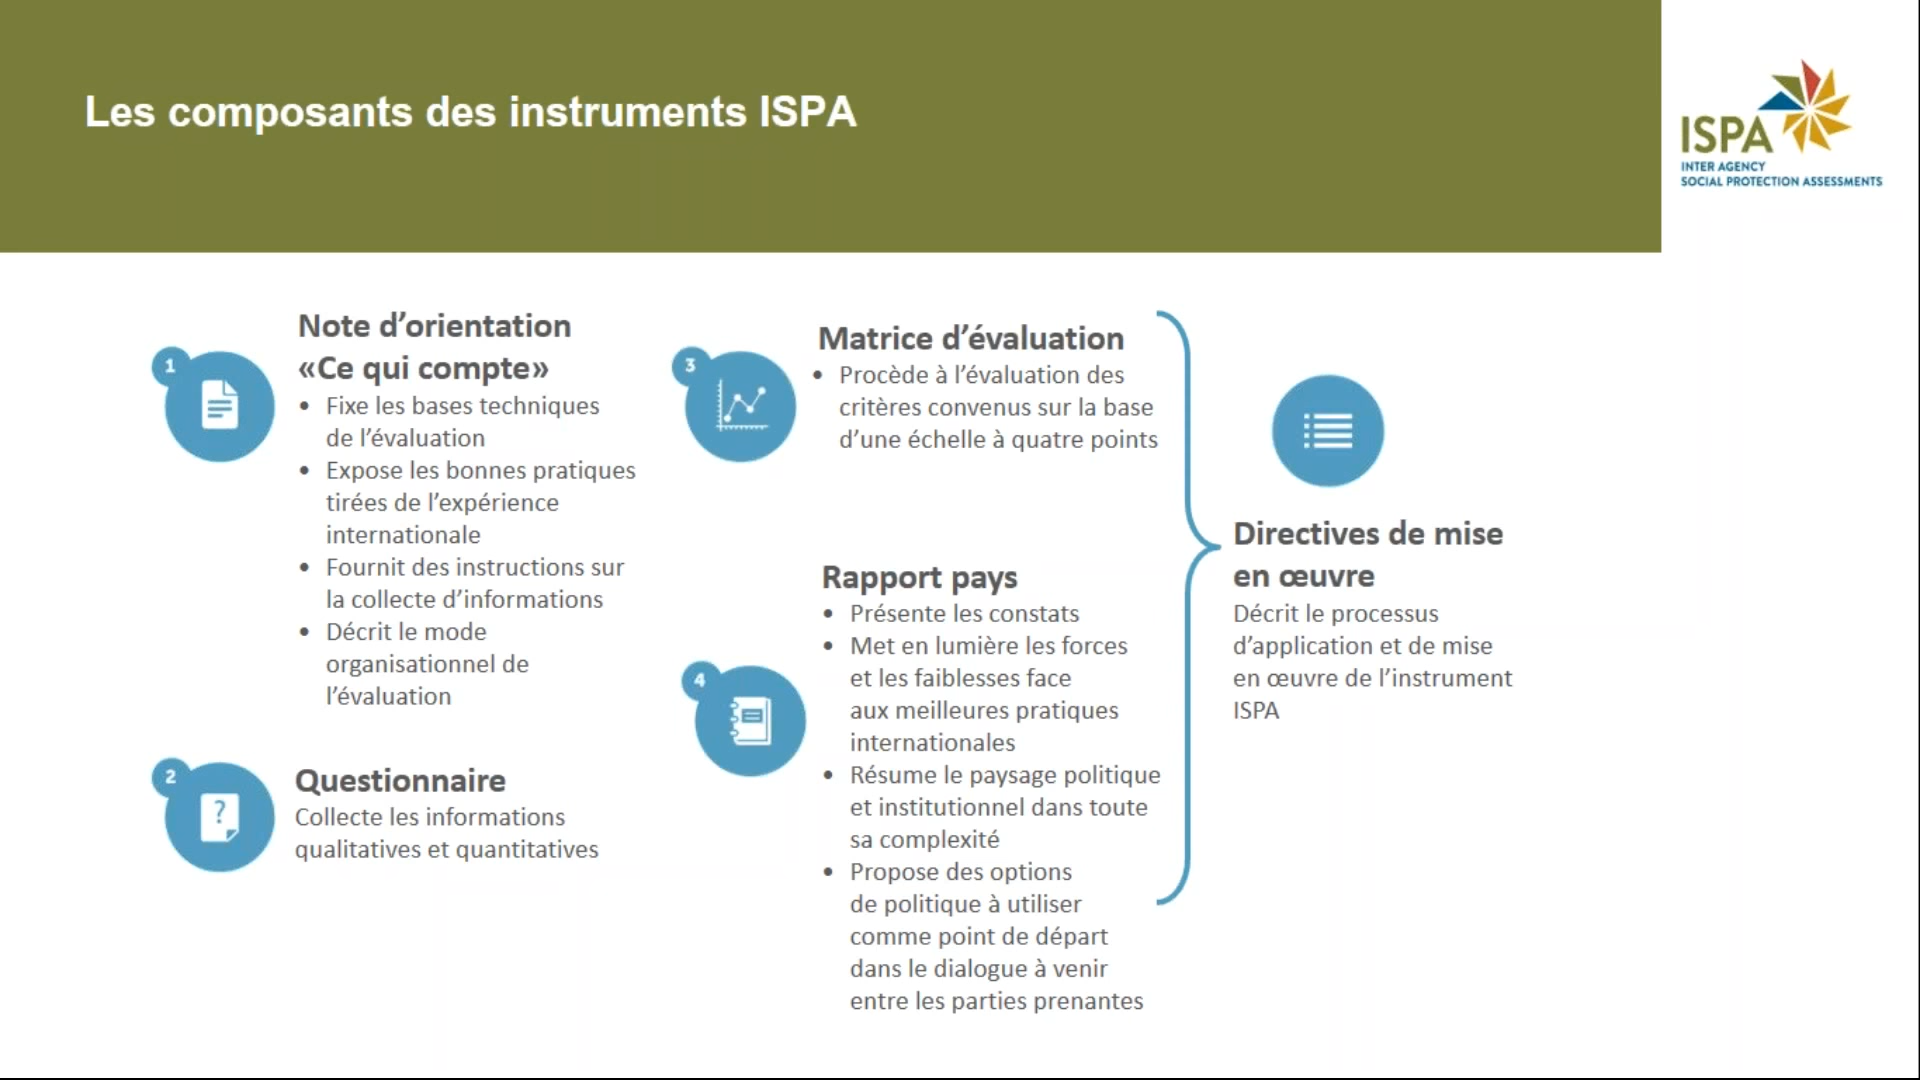 Les composants des instruments ISPA
ISPA
INTER AGENCY
SOCIAL PROTECTION ASSESSMENTS
1
Note d’orientation
«Ce qui compte»
• Fixe les bases techniques
de l’évaluation
• Expose les bonnes pratiques
tirées de l’expérience
internationale
• Fournit des instructions sur
la collecte d’informations
• Décrit le mode
organisationnel de
l’évaluation
2
?
Questionnaire
Collecte les informations
qualitatives et quantitatives
3
Matrice d’évaluation
• Procède à l’évaluation des
critères convenus sur la base
d’une échelle à quatre points
4
Rapport pays
• Présente les constats
• Met en lumière les forces
et les faiblesses face
aux meilleures pratiques
internationales
• Résume le paysage politique
et institutionnel dans toute
sa complexité
• Propose des options
de politique à utiliser
comme point de départ
dans le dialogue à venir
entre les parties prenantes
Directives de mise
en œuvre
Décrit le processus
d’application et de mise
en œuvre de l’instrument
ISPA